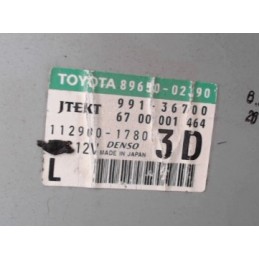 TOYOTA 89650-02390
JTEKT 991-36700
67 00 001 464
112900-1780 3D
12V DENSO
MADE IN JAPAN
L